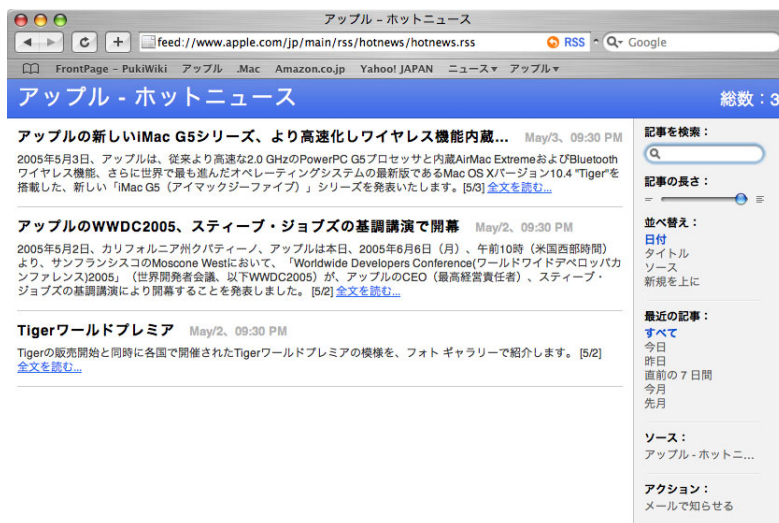 アップル - ホットニュース
feed://www.apple.com/jp/main/rss/hotnews/hotnews.rss RSS Google
FrontPage - PukiWiki アップル .Mac Amazon.co.jp Yahoo! JAPAN ニュース▼ アップル▼
アップル - ホットニュース
総数：3
アップルの新しいiMac G5シリーズ、より高速化しワイヤレス機能内蔵... May/3、09:30 PM
2005年5月3日、アップルは、従来より高速な2.0 GHzのPowerPC G5プロセッサと内蔵AirMac ExtremeおよびBluetooth
ワイヤレス機能、さらに世界で最も進んだオペレーティングシステムの最新版であるMac OS Xバージョン10.4 "Tiger"を
搭載した、新しい「iMac G5（アイマックジーファイブ）」シリーズを発表いたします。[5/3] 全文を読む...
アップルのWWDC2005、スティーブ・ジョブズの基調講演で開幕 May/2、09:30 PM
2005年5月2日、カリフォルニア州クパティーノ、アップルは本日、2005年6月6日（月）、午前10時（米国西部時間）
より、サンフランシスコのMoscone Westにおいて、「Worldwide Developers Conference(ワールドワイドデベロッパカ
ンファレンス)2005」（世界開発者会議、以下WWDC2005）が、アップルのCEO（最高経営責任者）、スティーブ・
ジョブズの基調講演により開幕することを発表しました。 [5/2] 全文を読む...
Tigerワールドプレミア May/2、09:30 PM
Tigerの販売開始と同時に各国で開催されたTigerワールドプレミアの模様を、フォト ギャラリーで紹介します。 [5/2]
全文を読む...
記事を検索：
記事の長さ：
並べ替え：
日付
タイトル
ソース
新規を上に
最近の記事：
すべて
今日
昨日
直前の 7 日間
今月
先月
ソース：
アップル - ホットニ...
アクション：
メールで知らせる